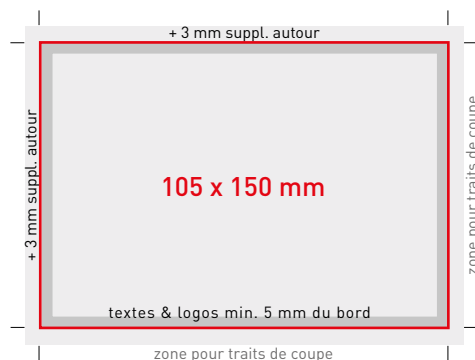 + 3 mm suppl. autour
+ 3 mm suppl. autour
105 x 150 mm
zone pour traits de coupe
textes & logos min. 5 mm du bord
zone pour traits de coupe